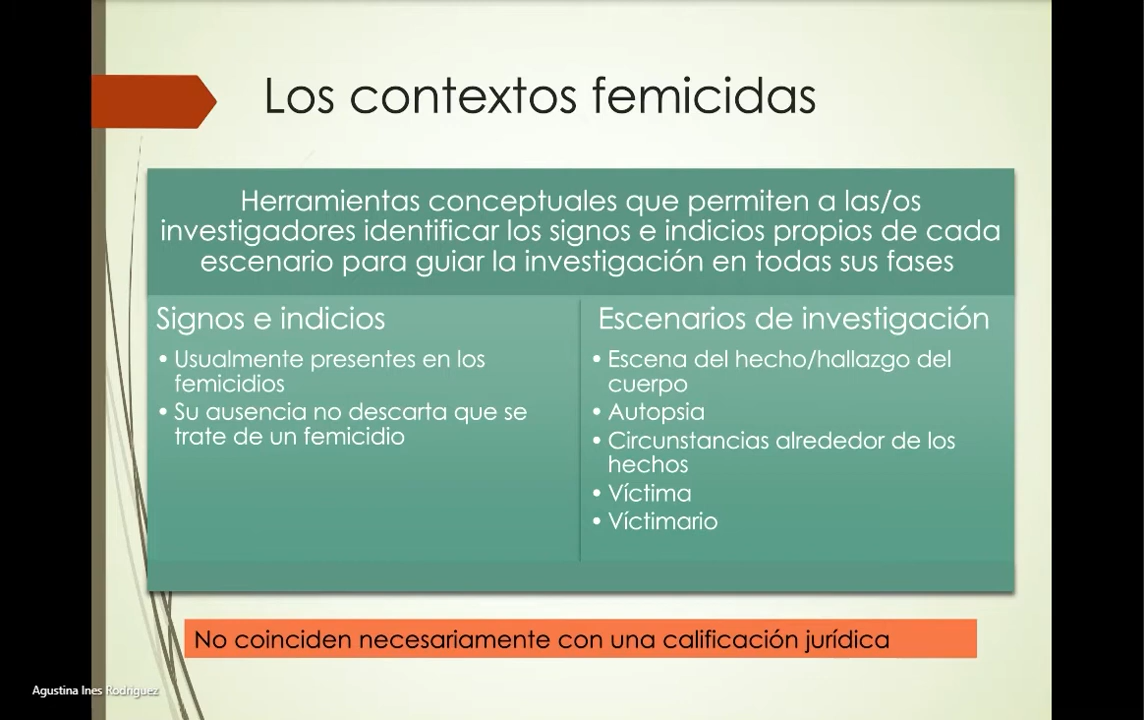 Los contextos femicidas
Herramientas conceptuales que permiten a las/os
investigadores identificar los signos e indicios propios de cada
escenario para guiar la investigación en todas sus fases
Signos e indicios
• Usualmente presentes en los
femicidios
• Su ausencia no descarta que se
trate de un femicidio
Escenarios de investigación
• Escena del hecho/hallazgo del
cuerpo
• Autopsia
• Circunstancias alrededor de los
hechos
• Víctima
• Víctimario
No coinciden necesariamente con una calificación jurídica
Agustina Ines Rodriguez